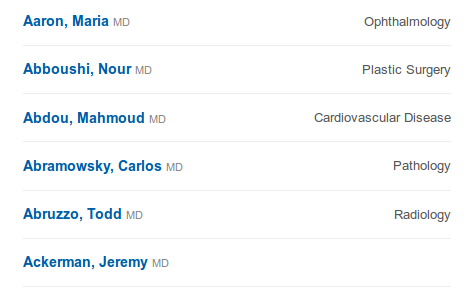 Aaron, Maria MD Ophthalmology
Abboushi, Nour MD Plastic Surgery
Abdou, Mahmoud MD Cardiovascular Disease
Abramowsky, Carlos MD Pathology
Abruzzo, Todd MD Radiology
Ackerman, Jeremy MD